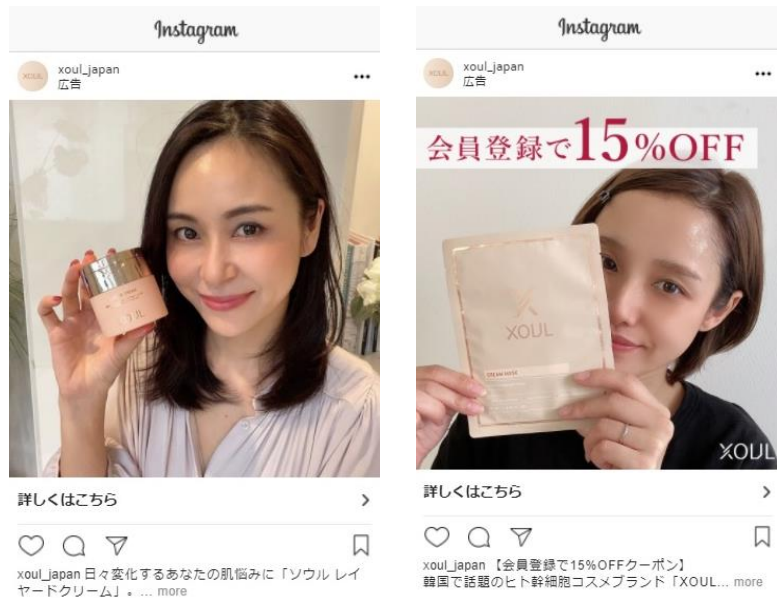 Instagram
xoul_japan
広告
XOUL
詳しくはこちら
xoul_japan 日々変化するあなたの肌悩みに「ソウル レイ
ヤードクリーム」。... more
Instagram
xoul_japan
広告
会員登録で15%OFF
XOUL
CREAM MASK
XOUL
詳しくはこちら
xoul_japan 【会員登録で15%OFFクーポン】
韓国で話題のヒト幹細胞コスメブランド「XOUL... more